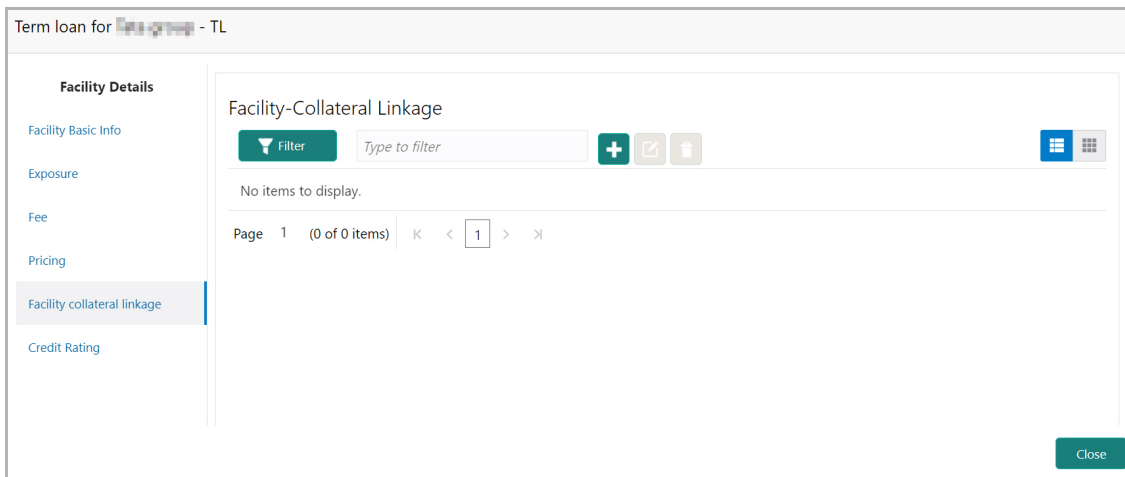 Term loan for - TL
Facility Details
Facility Basic Info
Exposure
Fee
Pricing
Facility collateral linkage
Credit Rating
Facility-Collateral Linkage
Filter
Type to filter
No items to display.
Page 1 (0 of 0 items) 1
Close